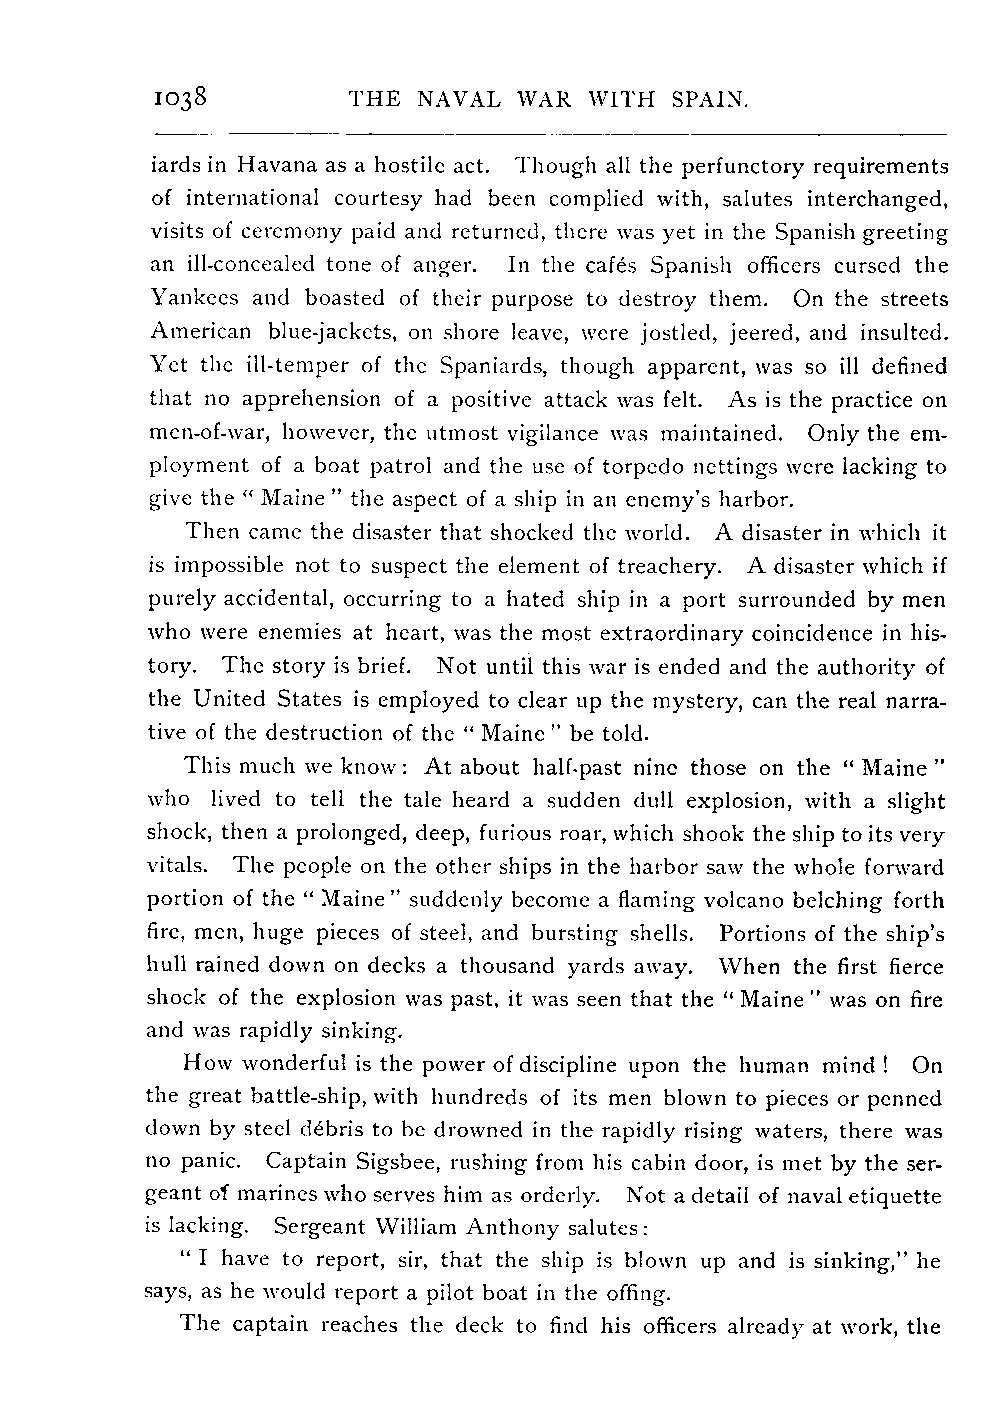 1038 THE NAVAL WAR WITH SPAIN.
iards in Havana as a hostile act. Though all the perfunctory requirements
of international courtesy had been complied with, salutes interchanged,
visits of ceremony paid and returned, there was yet in the Spanish greeting
an ill-concealed tone of anger. In the cafés Spanish officers cursed the
Yankees and boasted of their purpose to destroy them. On the streets
American blue-jackets, on shore leave, were jostled, jeered, and insulted.
Yet the ill-temper of the Spaniards, though apparent, was so ill defined
that no apprehension of a positive attack was felt. As is the practice on
men-of-war, however, the utmost vigilance was maintained. Only the em-
ployment of a boat patrol and the use of torpedo nettings were lacking to
give the “ Maine ” the aspect of a ship in an enemy’s harbor.
Then came the disaster that shocked the world. A disaster in which it
is impossible not to suspect the element of treachery. A disaster which if
purely accidental, occurring to a hated ship in a port surrounded by men
who were enemies at heart, was the most extraordinary coincidence in his-
tory. The story is brief. Not until this war is ended and the authority of
the United States is employed to clear up the mystery, can the real narra-
tive of the destruction of the “ Maine ” be told.
This much we know: At about half-past nine those on the “ Maine ”
who lived to tell the tale heard a sudden dull explosion, with a slight
shock, then a prolonged, deep, furious roar, which shook the ship to its very
vitals. The people on the other ships in the harbor saw the whole forward
portion of the “ Maine ” suddenly become a flaming volcano belching forth
fire, men, huge pieces of steel, and bursting shells. Portions of the ship’s
hull rained down on decks a thousand yards away. When the first fierce
shock of the explosion was past, it was seen that the “ Maine ” was on fire
and was rapidly sinking.
How wonderful is the power of discipline upon the human mind ! On
the great battle-ship, with hundreds of its men blown to pieces or penned
down by steel débris to be drowned in the rapidly rising waters, there was
no panic. Captain Sigsbee, rushing from his cabin door, is met by the ser-
geant of marines who serves him as orderly. Not a detail of naval etiquette
is lacking. Sergeant William Anthony salutes:
“ I have to report, sir, that the ship is blown up and is sinking,” he
says, as he would report a pilot boat in the offing.
The captain reaches the deck to find his officers already at work, the